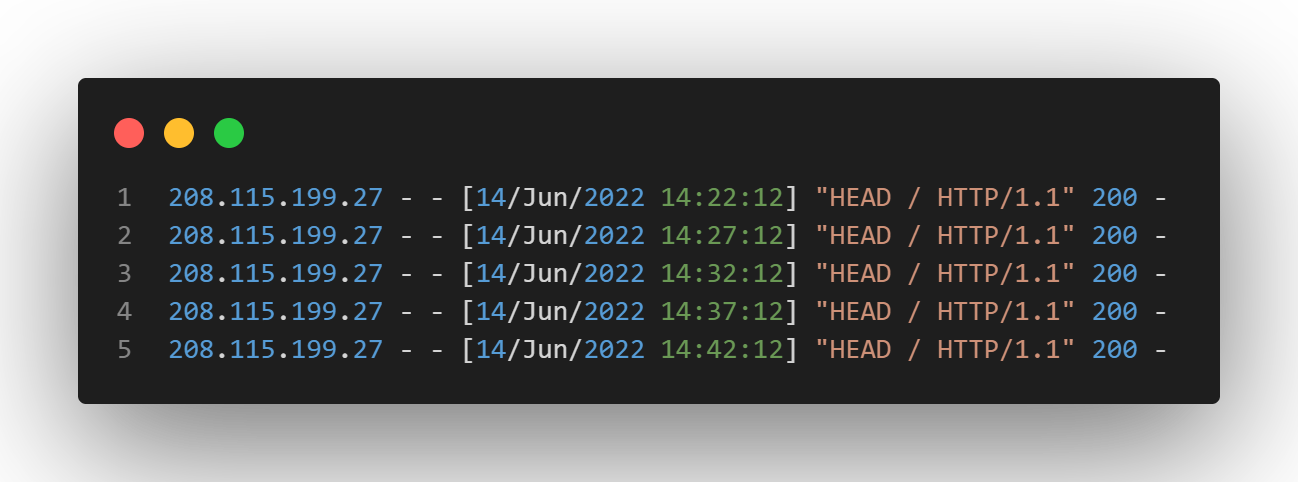 1 208.115.199.27 - - [14/Jun/2022 14:22:12] "HEAD / HTTP/1.1" 200 -
2 208.115.199.27 - - [14/Jun/2022 14:27:12] "HEAD / HTTP/1.1" 200 -
3 208.115.199.27 - - [14/Jun/2022 14:32:12] "HEAD / HTTP/1.1" 200 -
4 208.115.199.27 - - [14/Jun/2022 14:37:12] "HEAD / HTTP/1.1" 200 -
5 208.115.199.27 - - [14/Jun/2022 14:42:12] "HEAD / HTTP/1.1" 200 -